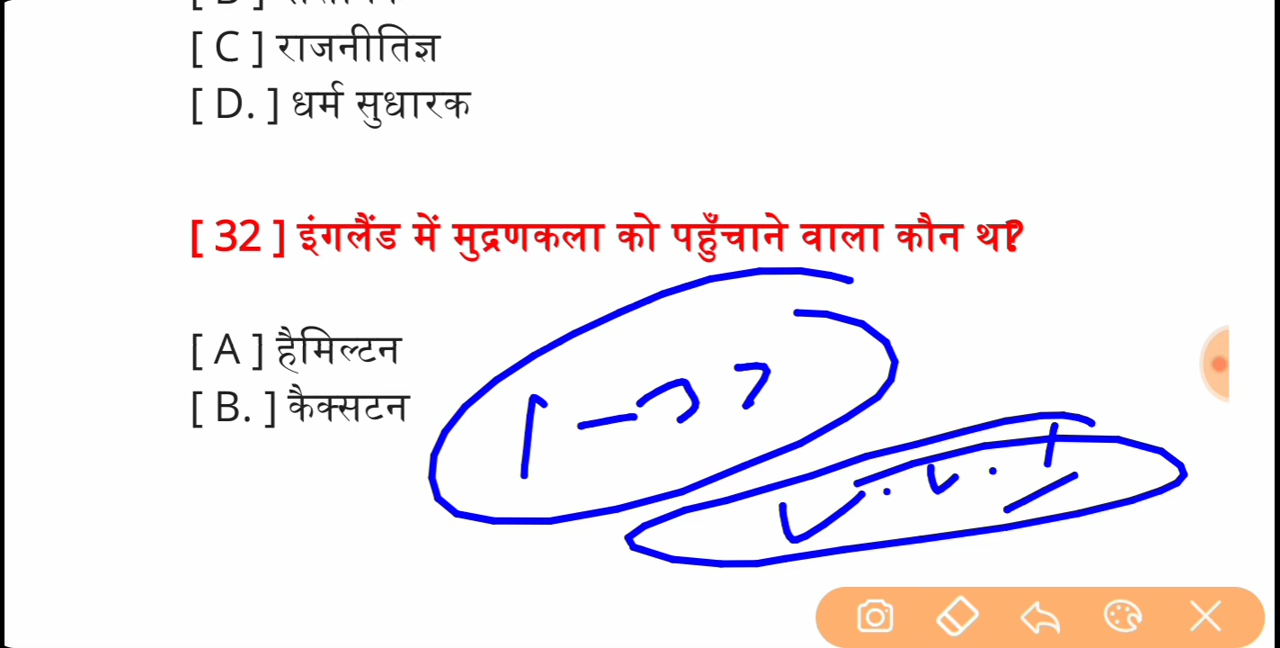 [ C ] राजनीतिज्ञ
[ D. ] धर्म सुधारक
[ 32 ] इंगलैंड में मुद्रणकला को पहुँचाने वाला कौन था?
[ A ] हैमिल्टन
[ B. ] कैक्सटन